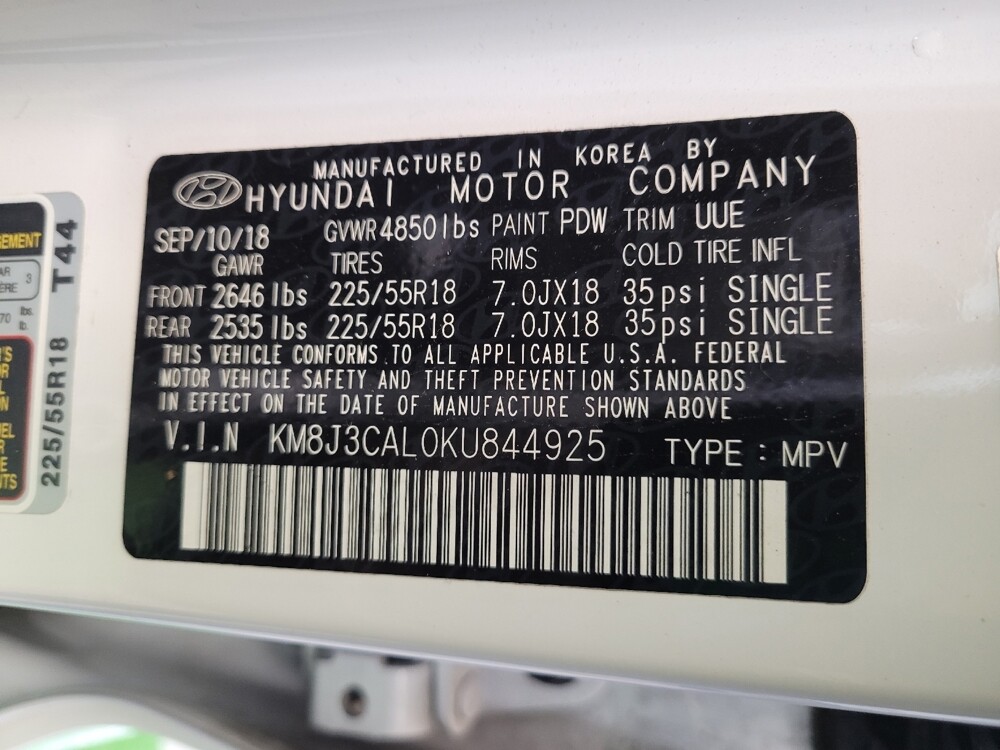 MANUFACTURED IN KOREA BY
HYUNDAI MOTOR COMPANY
SEP/10/18 GVWR 4850lbs PAINT PDW TRIM UUE
GAWR TIRES RIMS COLD TIRE INFL
FRONT 2646 lbs 225/55R18 7.0JX18 35psi SINGLE
REAR 2535 lbs 225/55R18 7.0JX18 35psi SINGLE
THIS VEHICLE CONFORMS TO ALL APPLICABLE U.S.A. FEDERAL
MOTOR VEHICLE SAFETY AND THEFT PREVENTION STANDARDS
IN EFFECT ON THE DATE OF MANUFACTURE SHOWN ABOVE
V.I.N KM8J3CAL0KU844925 TYPE : MPV
225/55R18 T44
3
lbs.
lb.